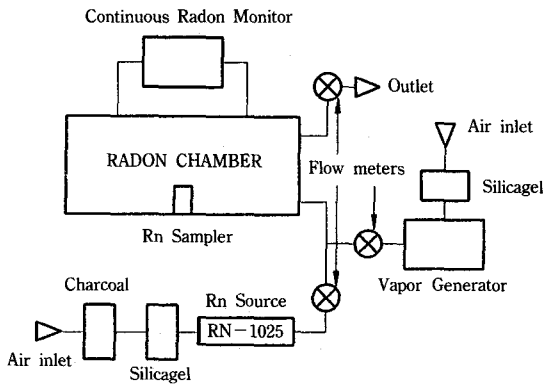 Continuous Radon Monitor
Outlet
Air inlet
RADON CHAMBER
Flow meters
Silicagel
Rn Sampler
Vapor Generator
Charcoal
Rn Source
RN-1025
Air inlet
Silicagel